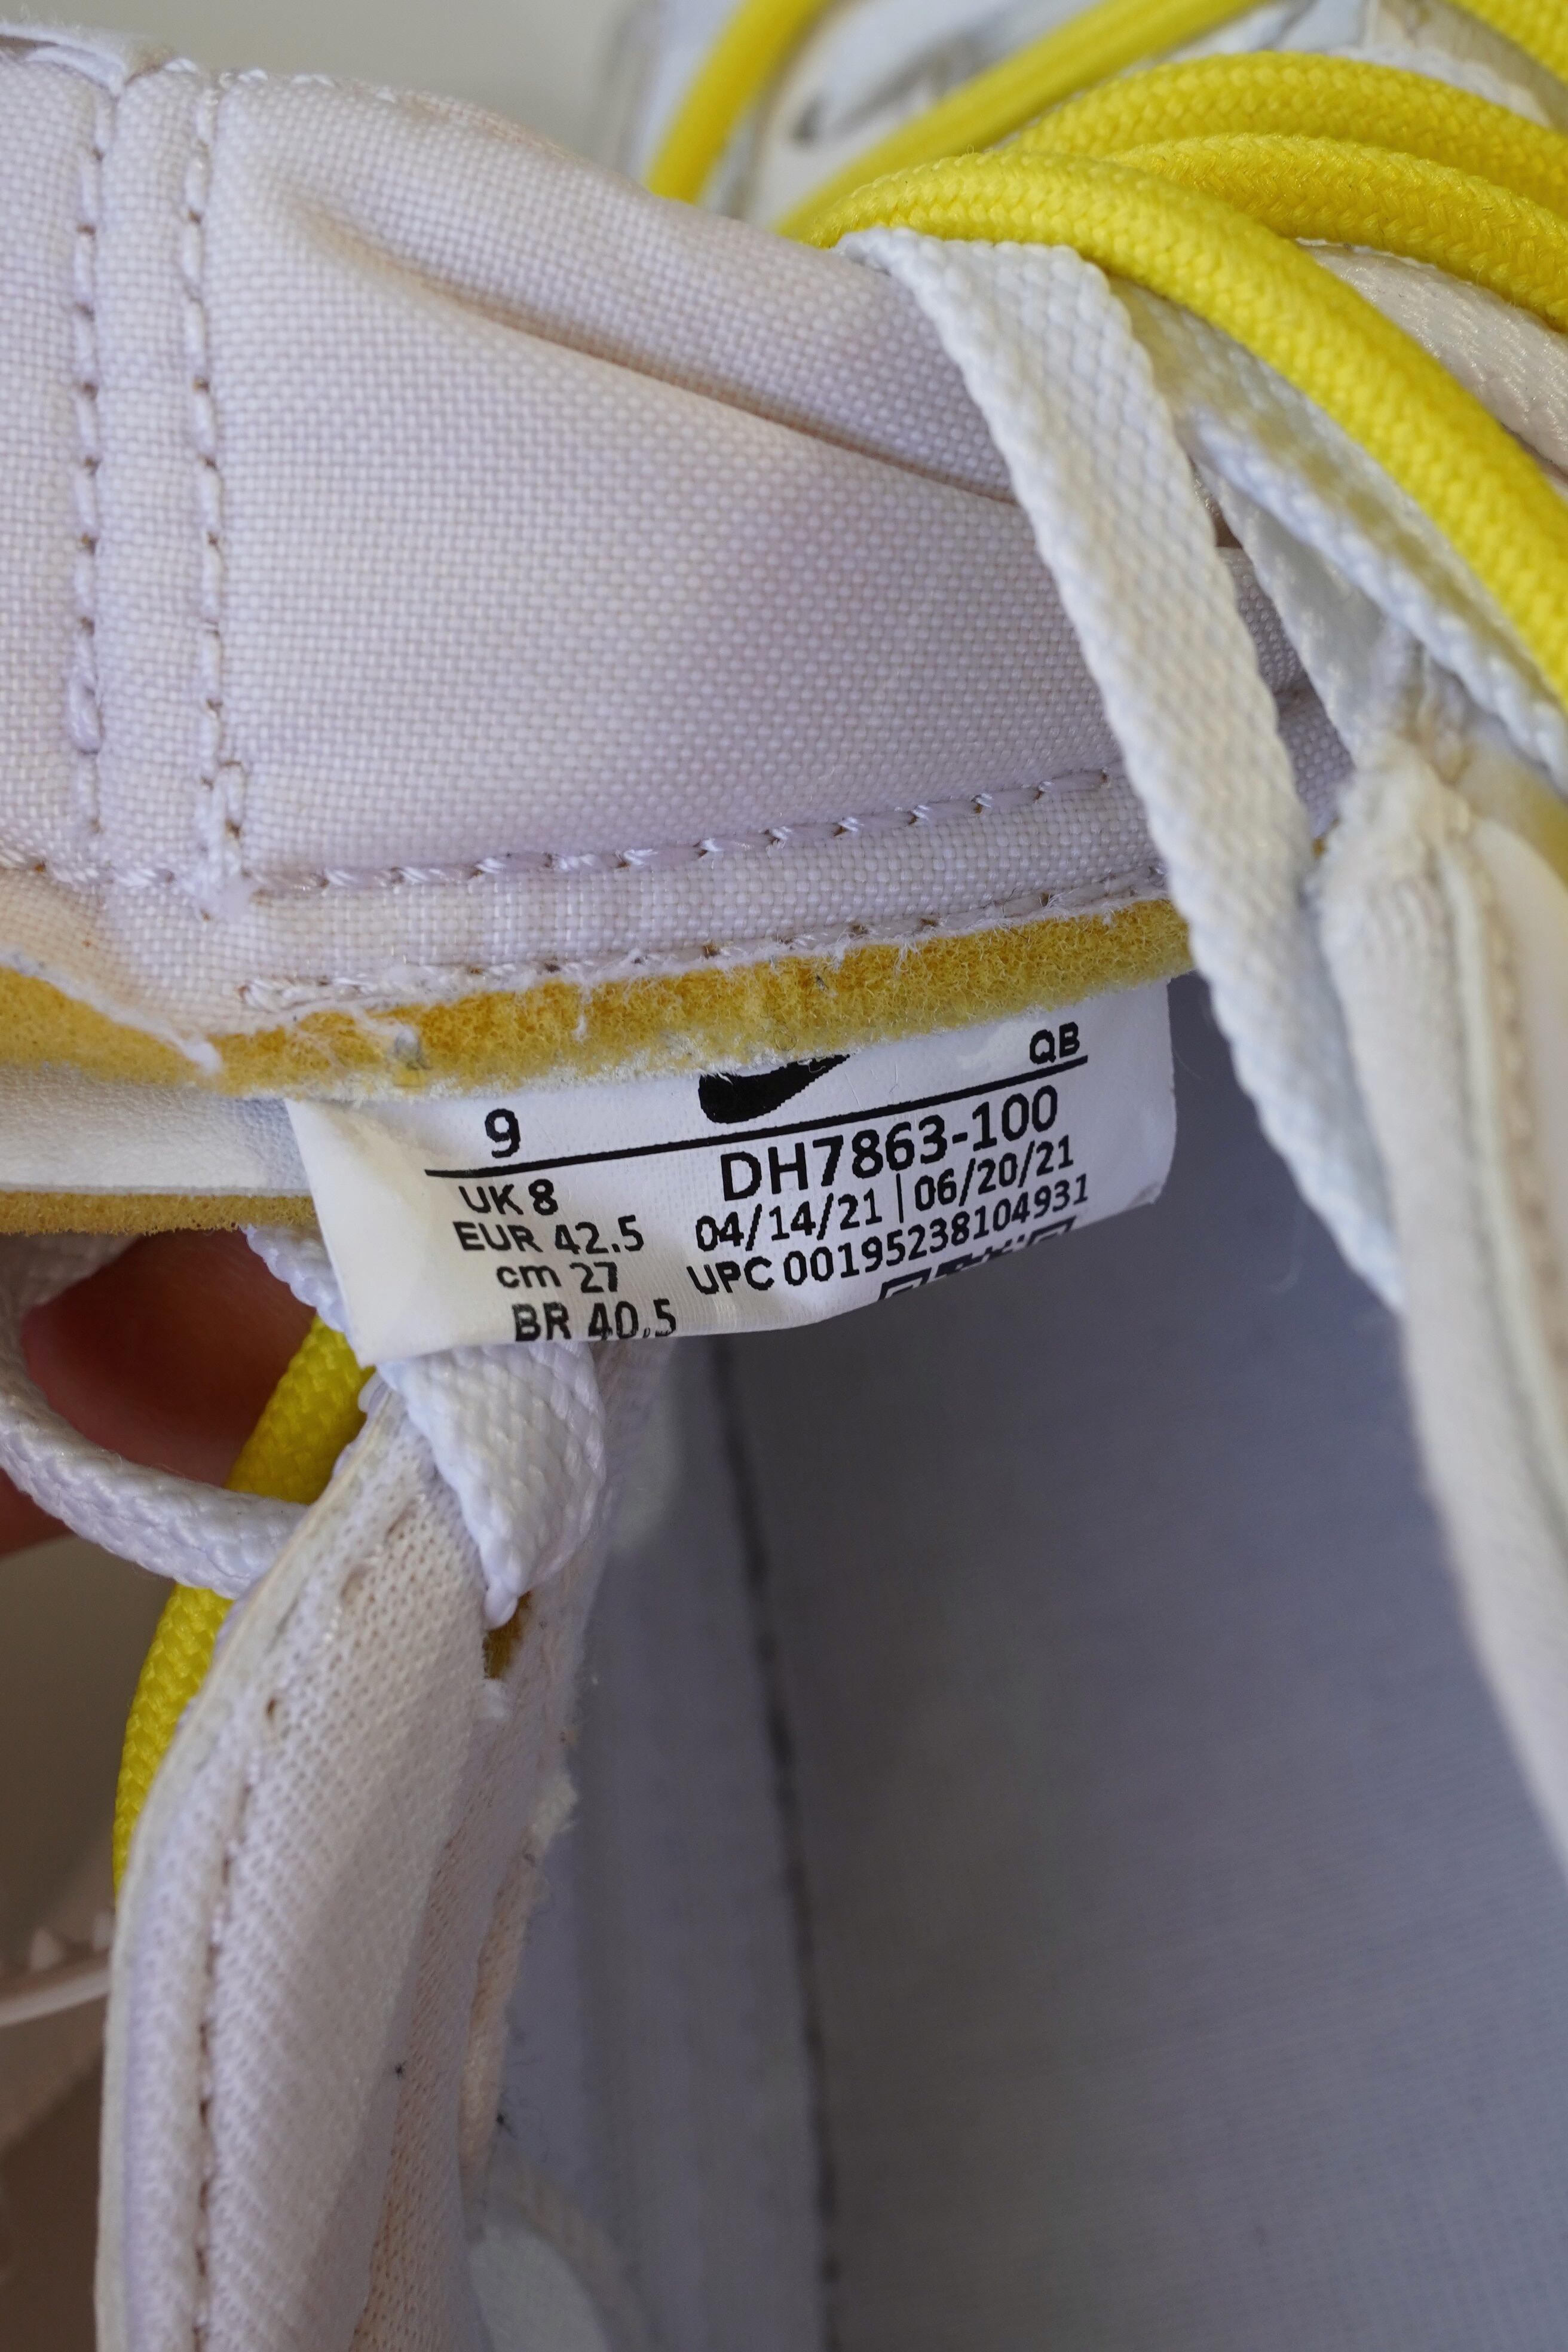 9 QB
UK 8 DH7863-100
EUR 42.5 04/14/21 | 06/20/21
cm 27 UPC 00195238104931
BR 40.5